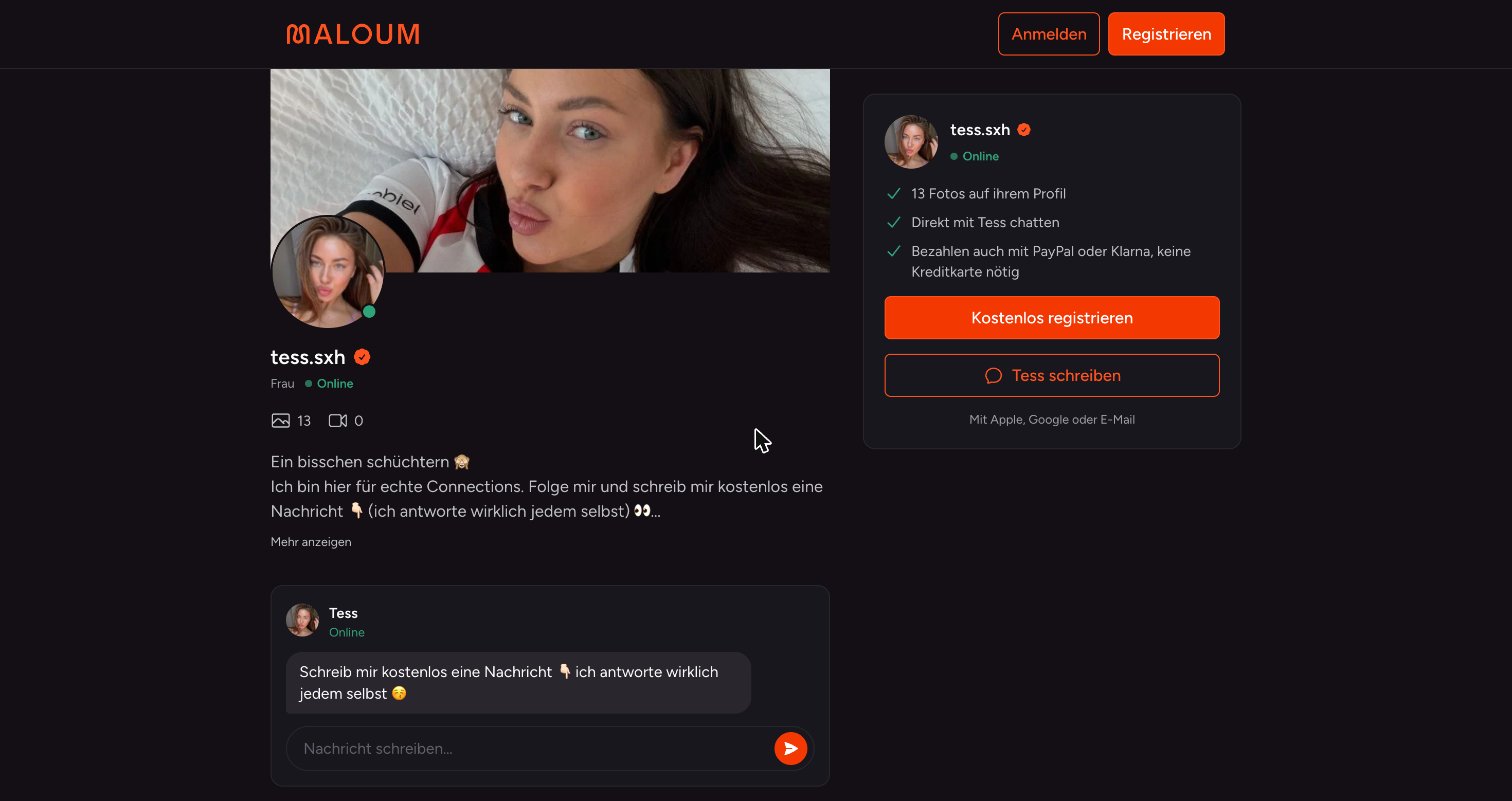 MALOUM
Anmelden
Registrieren
obiel
tess.sxh
Frau
Online
13
0
Ein bisschen schüchtern 🙈
Ich bin hier für echte Connections. Folge mir und schreib mir kostenlos eine
Nachricht 👇🏻 (ich antworte wirklich jedem selbst) 👀...
Mehr anzeigen
Tess
Online
Schreib mir kostenlos eine Nachricht 👇🏻 ich antworte wirklich
jedem selbst 😚
Nachricht schreiben...
tess.sxh
Online
13 Fotos auf ihrem Profil
Direkt mit Tess chatten
Bezahlen auch mit PayPal oder Klarna, keine
Kreditkarte nötig
Kostenlos registrieren
Tess schreiben
Mit Apple, Google oder E-Mail